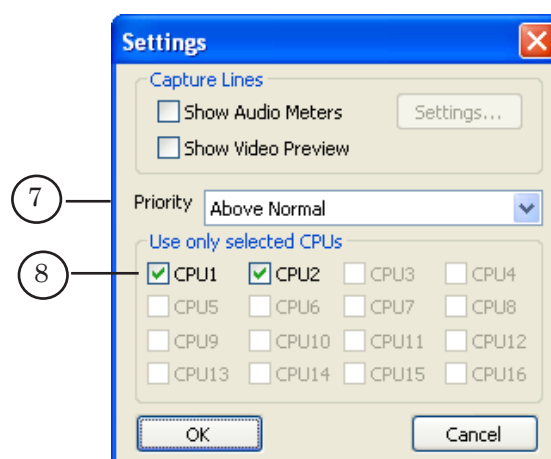 Settings
Capture Lines
Show Audio Meters
Settings...
Show Video Preview
7
Priority
Above Normal
Use only selected CPUs
8
CPU1 CPU2 CPU3 CPU4
CPU5 CPU6 CPU7 CPU8
CPU9 CPU10 CPU11 CPU12
CPU13 CPU14 CPU15 CPU16
OK Cancel